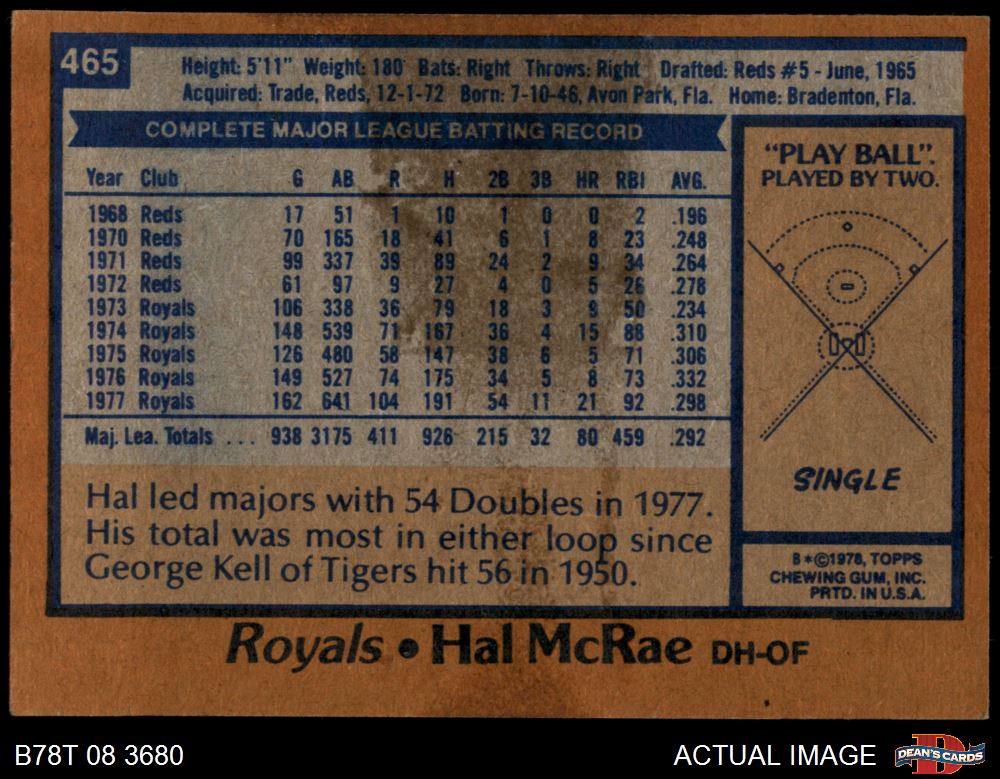 465
Height: 5'11" Weight: 180 Bats: Right Throws: Right Drafted: Reds #5 - June, 1965
Acquired: Trade, Reds, 12-1-72 Born: 7-10-46, Avon Park, Fla. Home: Bradenton, Fla.
COMPLETE MAJOR LEAGUE BATTING RECORD
Year Club G AB R H 2B 3B HR RBI AVG.
1968 Reds 17 51 1 10 1 0 0 2 .196
1970 Reds 70 165 18 41 6 1 8 23 .248
1971 Reds 99 337 39 89 24 2 9 34 .264
1972 Reds 61 97 9 27 4 0 5 26 .278
1973 Royals 106 338 36 79 18 3 9 50 .234
1974 Royals 148 539 71 167 36 4 15 88 .310
1975 Royals 126 480 58 147 38 6 5 71 .306
1976 Royals 149 527 74 175 34 5 8 73 .332
1977 Royals 162 641 104 191 54 11 21 92 .298
Maj. Lea. Totals ... 938 3175 411 926 215 32 80 459 .292
Hal led majors with 54 Doubles in 1977.
His total was most in either loop since
George Kell of Tigers hit 56 in 1950.
"PLAY BALL".
PLAYED BY TWO.
SINGLE
B*©1978, TOPPS
CHEWING GUM, INC.
PRTD. IN U.S.A.
Royals • Hal McRae DH-OF
B78T 08 3680
ACTUAL IMAGE
DEAN'S CARDS